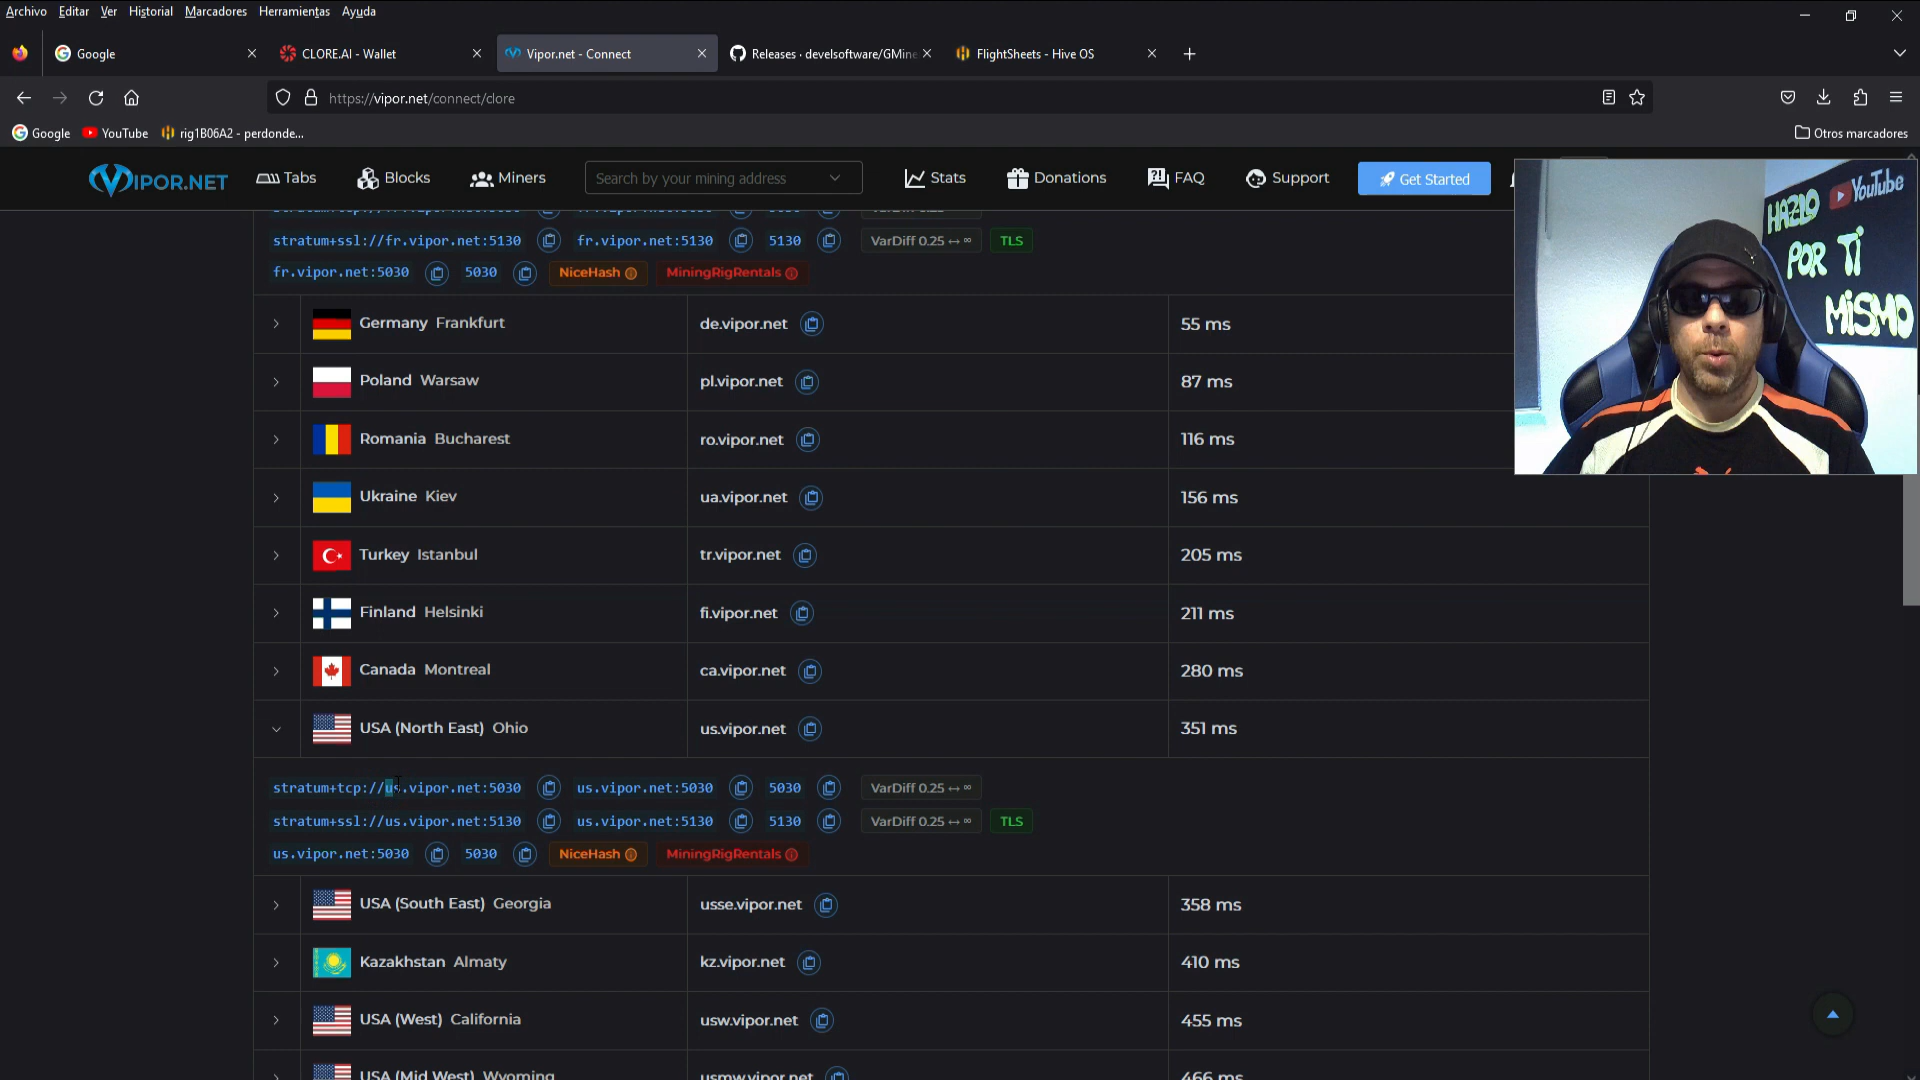 Archivo Editar Ver Historial Marcadores Herramientas Ayuda
Google
CLORE.AI - Wallet
Vipor.net - Connect
Releases · develsoftware/GMine
FlightSheets - Hive OS
https://vipor.net/connect/clore
Google YouTube rig1B06A2 - perdonde... Otros marcadores
VIPOR.NET Tabs Blocks Miners Search by your mining address Stats Donations FAQ Support Get Started
stratum+ssl://fr.vipor.net:5130 fr.vipor.net:5130 5130 VarDiff 0.25 ↔ ∞ TLS
fr.vipor.net:5030 5030 NiceHash MiningRigRentals
Germany Frankfurt de.vipor.net 55 ms
Poland Warsaw pl.vipor.net 87 ms
Romania Bucharest ro.vipor.net 116 ms
Ukraine Kiev ua.vipor.net 156 ms
Turkey Istanbul tr.vipor.net 205 ms
Finland Helsinki fi.vipor.net 211 ms
Canada Montreal ca.vipor.net 280 ms
USA (North East) Ohio us.vipor.net 351 ms
stratum+tcp://us.vipor.net:5030 us.vipor.net:5030 5030 VarDiff 0.25 ↔ ∞
stratum+ssl://us.vipor.net:5130 us.vipor.net:5130 5130 VarDiff 0.25 ↔ ∞ TLS
us.vipor.net:5030 5030 NiceHash MiningRigRentals
USA (South East) Georgia usse.vipor.net 358 ms
Kazakhstan Almaty kz.vipor.net 410 ms
USA (West) California usw.vipor.net 455 ms
USA (Mid West) Wyoming usmw.vipor.net 466 ms
YouTube
HAZLO
POR TI
MISMO